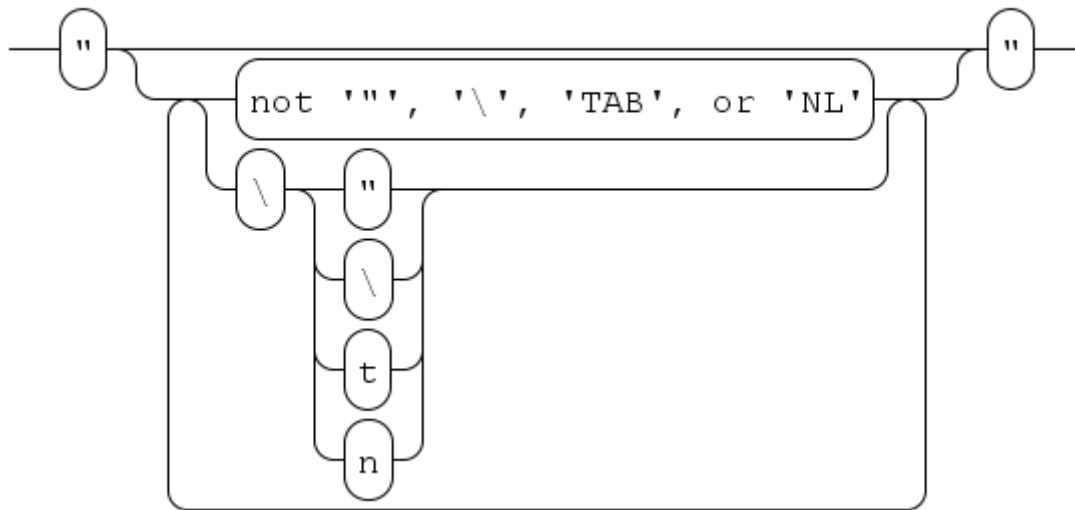 " "
not '"', '\', 'TAB', or 'NL'
\ "
\
t
n